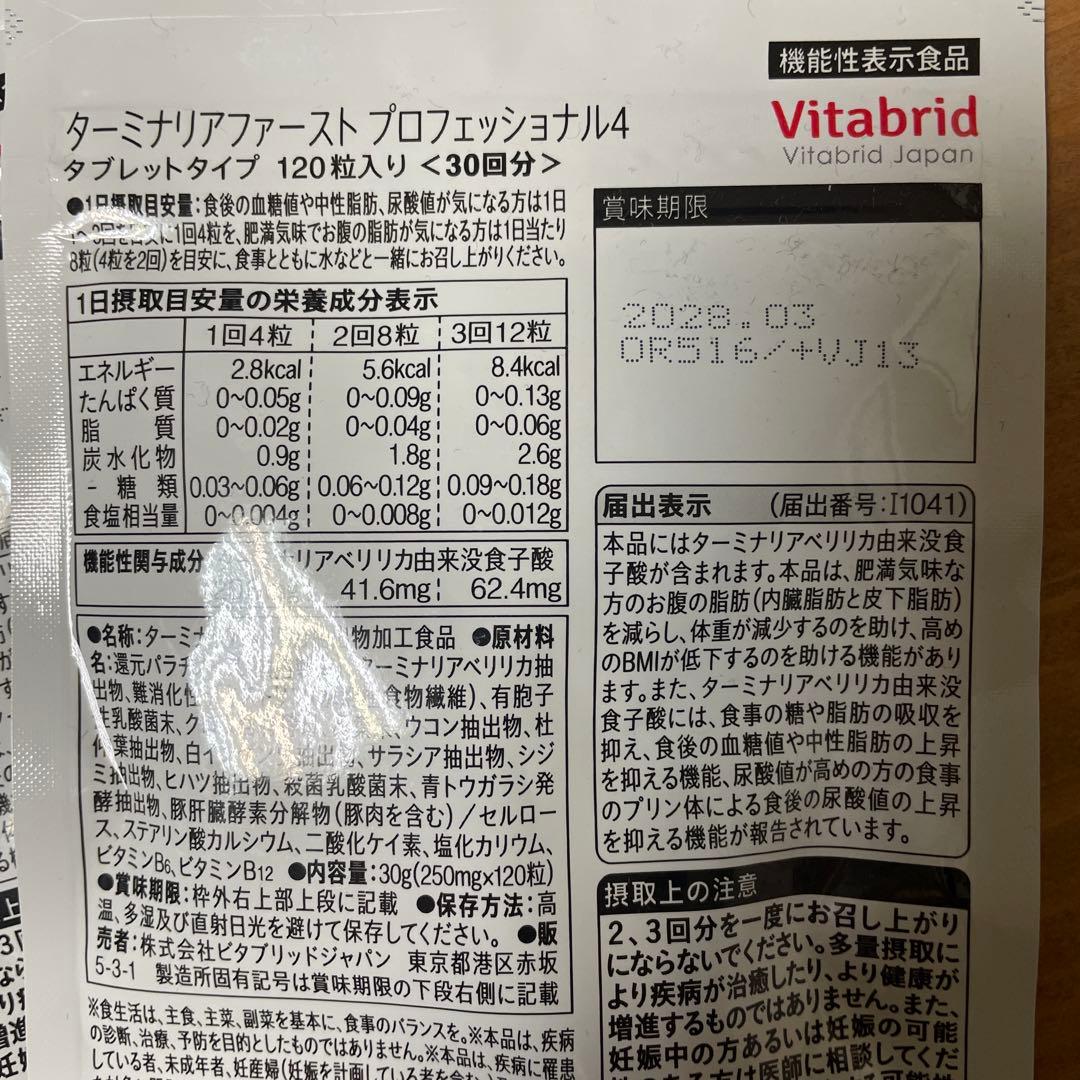 機能性表示食品
ターミナリアファースト プロフェッショナル4
タブレットタイプ 120粒入り <30回分>
Vitabrid
Vitabrid Japan
●1日摂取目安量:食後の血糖値や中性脂肪、尿酸値が気になる方は1日
1〜3回を目安に1回4粒を、肥満気味でお腹の脂肪が気になる方は1日当たり
8粒(4粒を2回)を目安に、食事とともに水などと一緒にお召し上がりください。
1日摂取目安量の栄養成分表示
1回4粒 2回8粒 3回12粒
エネルギー 2.8kcal 5.6kcal 8.4kcal
たんぱく質 0~0.05g 0~0.09g 0~0.13g
脂質 0~0.02g 0~0.04g 0~0.06g
炭水化物 0.9g 1.8g 2.6g
- 糖類 0.03~0.06g 0.06~0.12g 0.09~0.18g
食塩相当量 0~0.004g 0~0.008g 0~0.012g
機能性関与成分 ナリアベリリカ由来没食子酸
41.6mg 62.4mg
●名称:ターミナ 物加工食品 ●原材料
名:還元パラチ ターミナリアベリリカ抽
出物、難消化性 食物繊維)、有胞子
性乳酸菌末、ク ウコン抽出物、杜
仲葉抽出物、白イ 抽出物、サラシア抽出物、シジ
ミ抽出物、ヒハツ抽出物、殺菌乳酸菌末、青トウガラシ発
酵抽出物、豚肝臓酵素分解物(豚肉を含む)/セルロー
ス、ステアリン酸カルシウム、二酸化ケイ素、塩化カリウム、
ビタミンB6、ビタミンB12 ●内容量:30g(250mg×120粒)
●賞味期限:枠外右上部上段に記載 ●保存方法:高
温、多湿及び直射日光を避けて保存してください。 ●販
売者:株式会社ビタブリッドジャパン 東京都港区赤坂
5-3-1 製造所固有記号は賞味期限の下段右側に記載
※食生活は、主食、主菜、副菜を基本に、食事のバランスを。※本品は、疾病
の診断、治療、予防を目的としたものではありません。※本品は、疾病に罹患
している者、未成年者、妊産婦(妊娠を計画している者を含む
賞味期限
2028.03
OR516/+VJ13
届出表示 (届出番号:I1041)
本品にはターミナリアベリリカ由来没食
子酸が含まれます。本品は、肥満気味な
方のお腹の脂肪(内臓脂肪と皮下脂肪)
を減らし、体重が減少するのを助け、高め
のBMIが低下するのを助ける機能があり
ます。また、ターミナリアベリリカ由来没
食子酸には、食事の糖や脂肪の吸収を
抑え、食後の血糖値や中性脂肪の上昇
を抑える機能、尿酸値が高めの方の食事
のプリン体による食後の尿酸値の上昇
を抑える機能が報告されています。
摂取上の注意
2、3回分を一度にお召し上がり
にならないでください。多量摂取に
より疾病が治癒したり、より健康が
増進するものではありません。また、
妊娠中の方あるいは妊娠の可能
性のある方は医師に相談してくだ